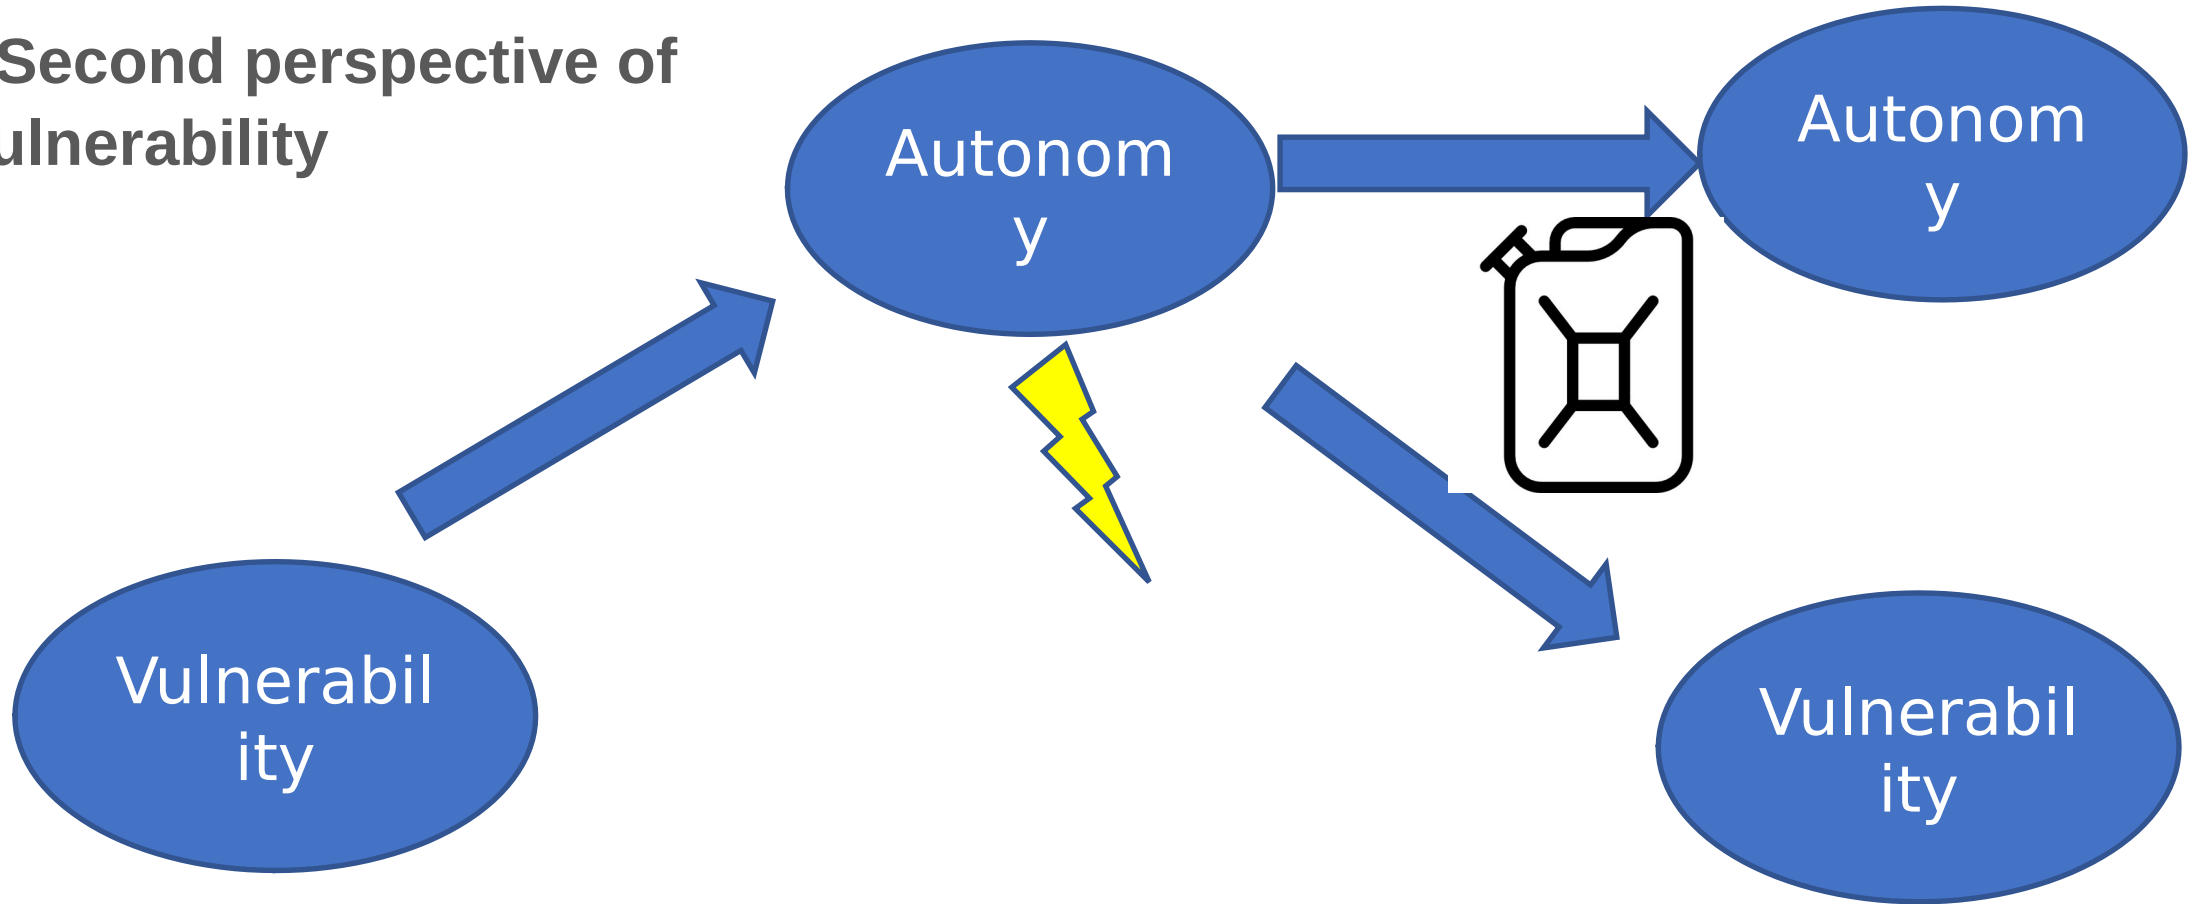 Second perspective of
ulnerability
Autonom
y
Autonom
y
Vulnerabil
ity
Vulnerabil
ity